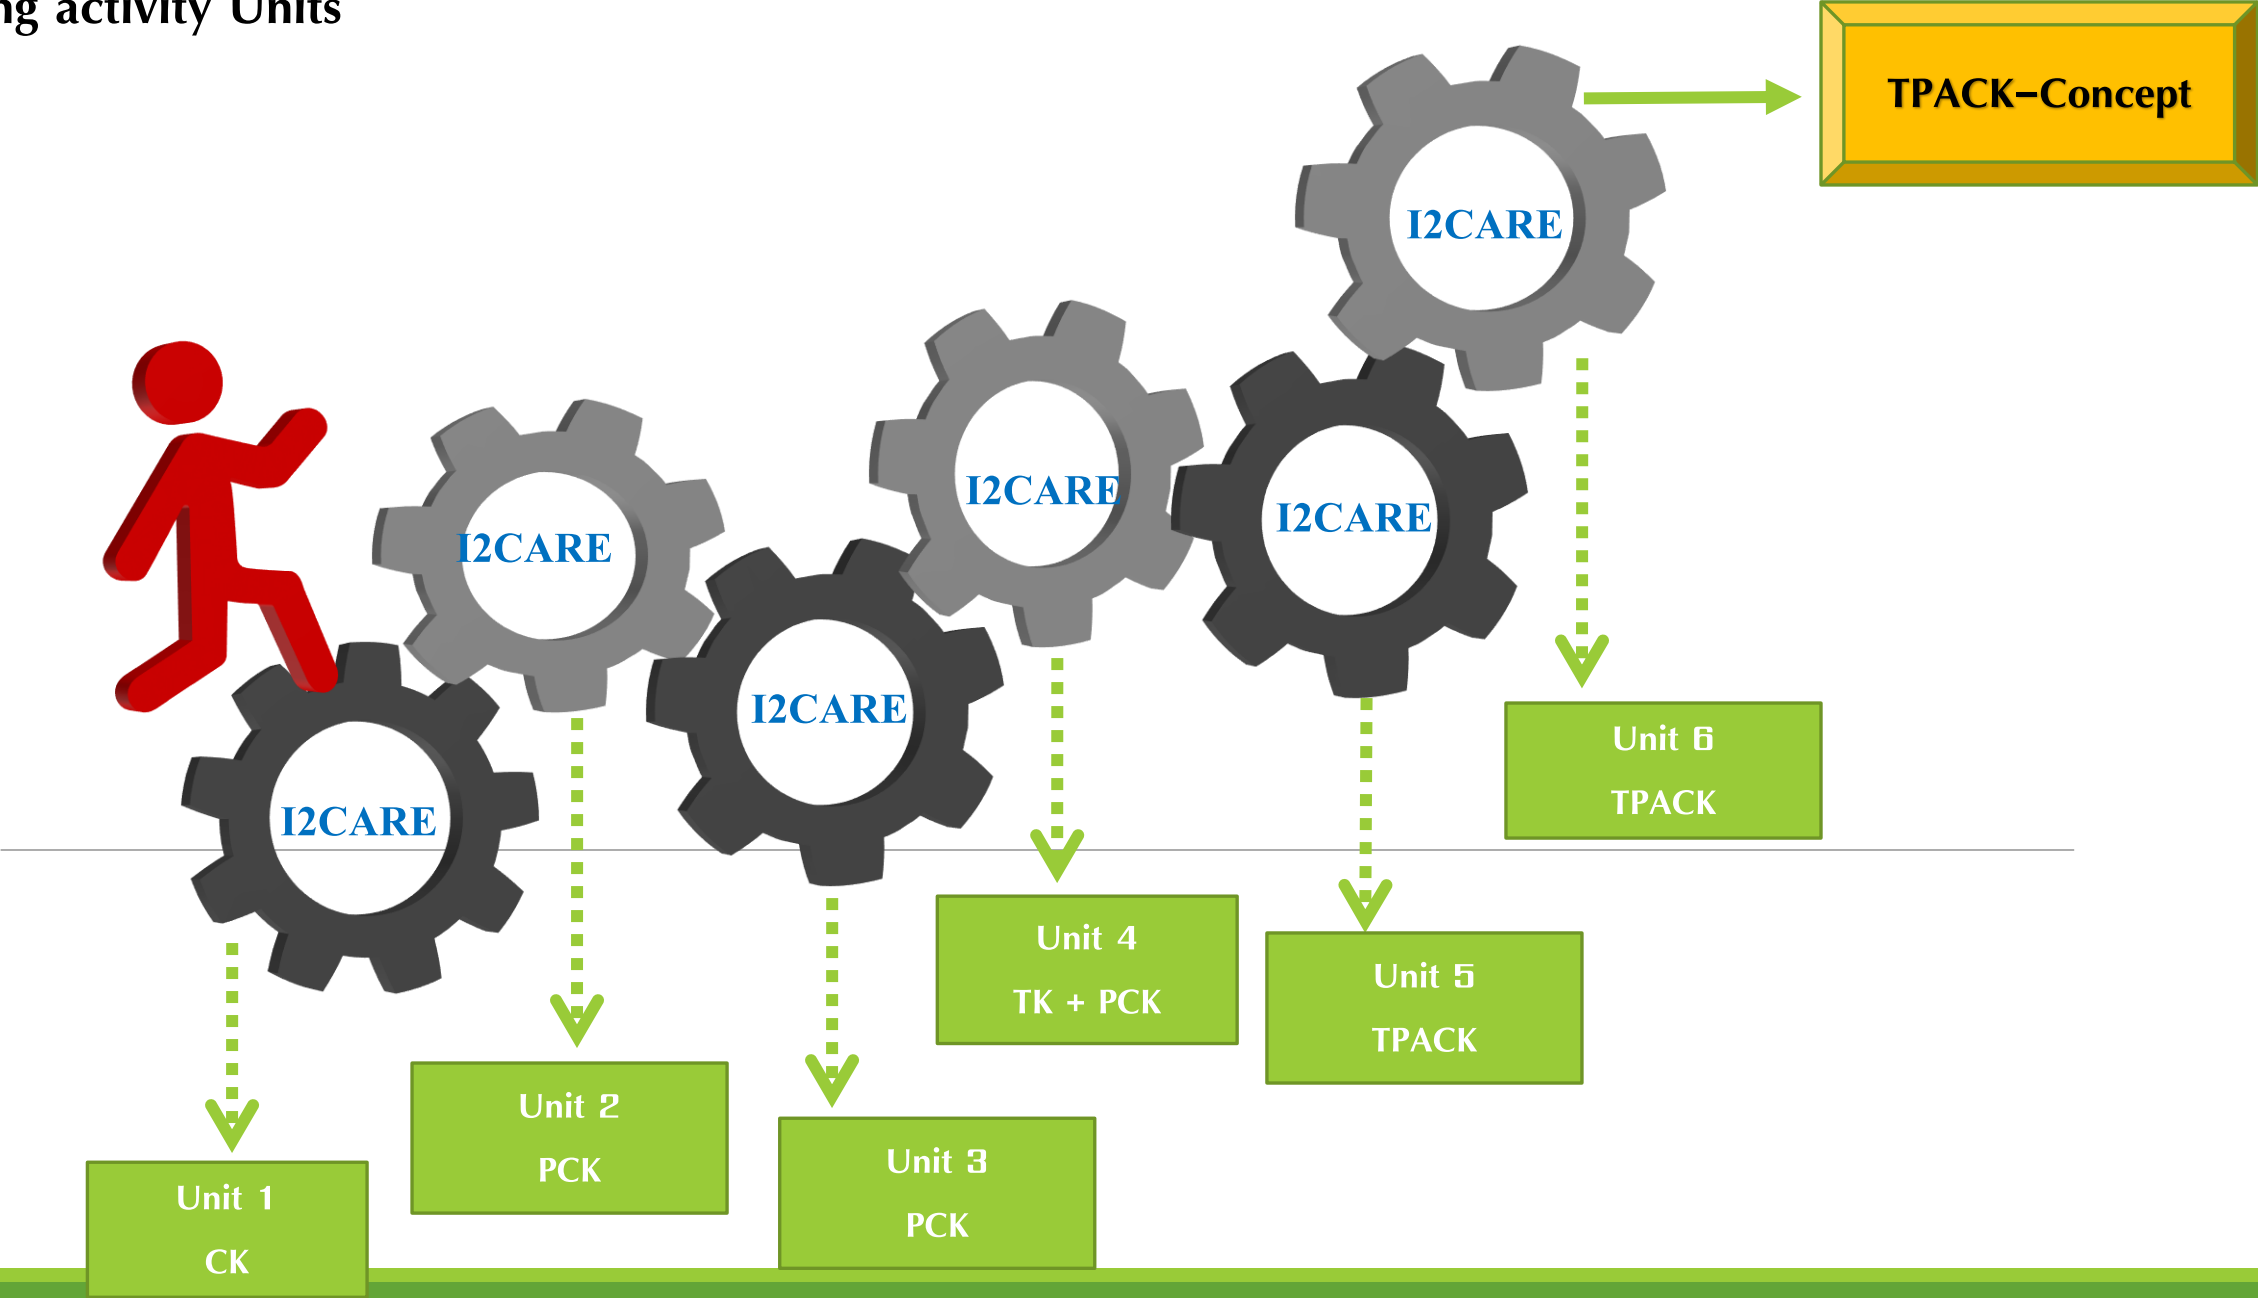 ng activity Units
TPACK-Concept
I2CARE
I2CARE
I2CARE
I2CARE
I2CARE
I2CARE
Unit 6
TPACK
Unit 4
TK + PCK
Unit 5
TPACK
Unit 2
PCK
Unit 3
PCK
Unit 1
CK